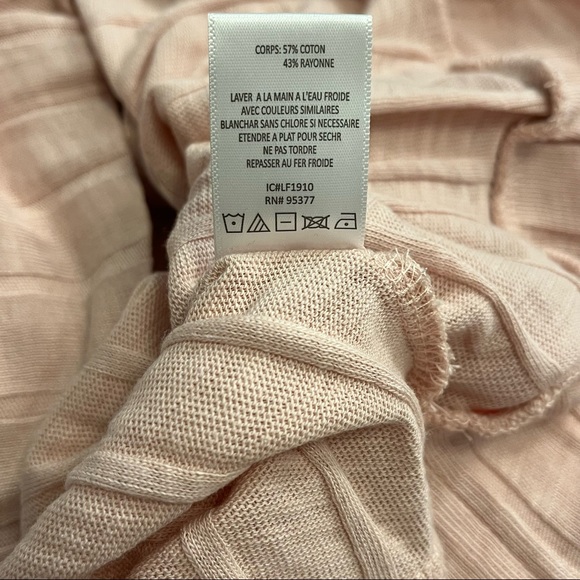 CORPS: 57% COTON
43% RAYONNE
LAVER A LA MAIN A L'EAU FROIDE
AVEC COULEURS SIMILAIRES
BLANCHAR SANS CHLORE SI NECESSAIRE
ETENDRE A PLAT POUR SECHR
NE PAS TORDRE
REPASSER AU FER FROIDE
IC#LF1910
RN# 95377